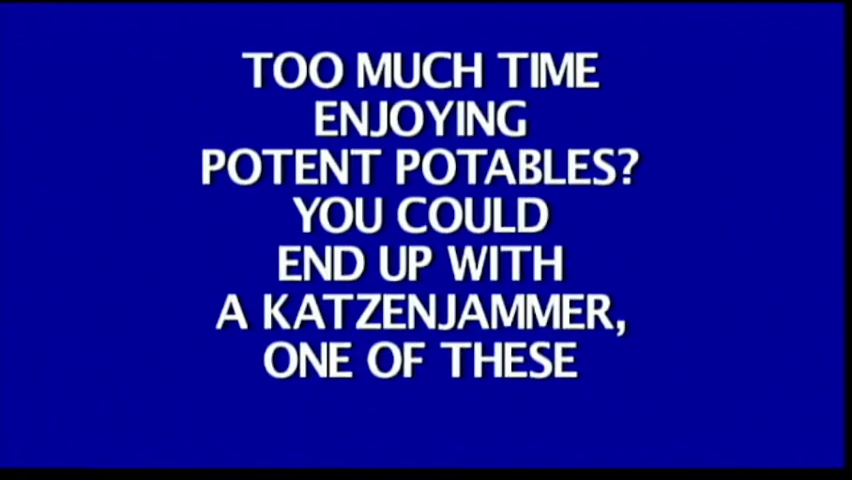 TOO MUCH TIME
ENJOYING
POTENT POTABLES?
YOU COULD
END UP WITH
A KATZENJAMMER,
ONE OF THESE